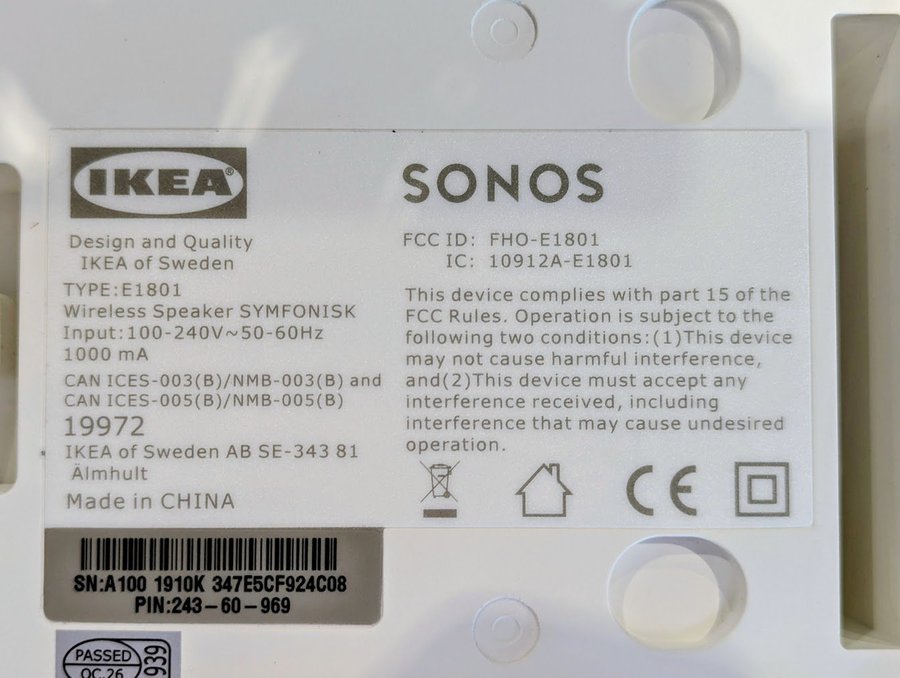 IKEA®
Design and Quality
IKEA of Sweden
TYPE:E1801
Wireless Speaker SYMFONISK
Input:100-240V~50-60Hz
1000 mA
CAN ICES-003(B)/NMB-003(B) and
CAN ICES-005(B)/NMB-005(B)
19972
IKEA of Sweden AB SE-343 81
Älmhult
Made in CHINA
SONOS
FCC ID: FHO-E1801
IC: 10912A-E1801
This device complies with part 15 of the
FCC Rules. Operation is subject to the
following two conditions:(1)This device
may not cause harmful interference,
and(2)This device must accept any
interference received, including
interference that may cause undesired
operation.
CE
SN:A100 1910K 347E5CF924C08
PIN:243-60-969
PASSED
QC.26
939